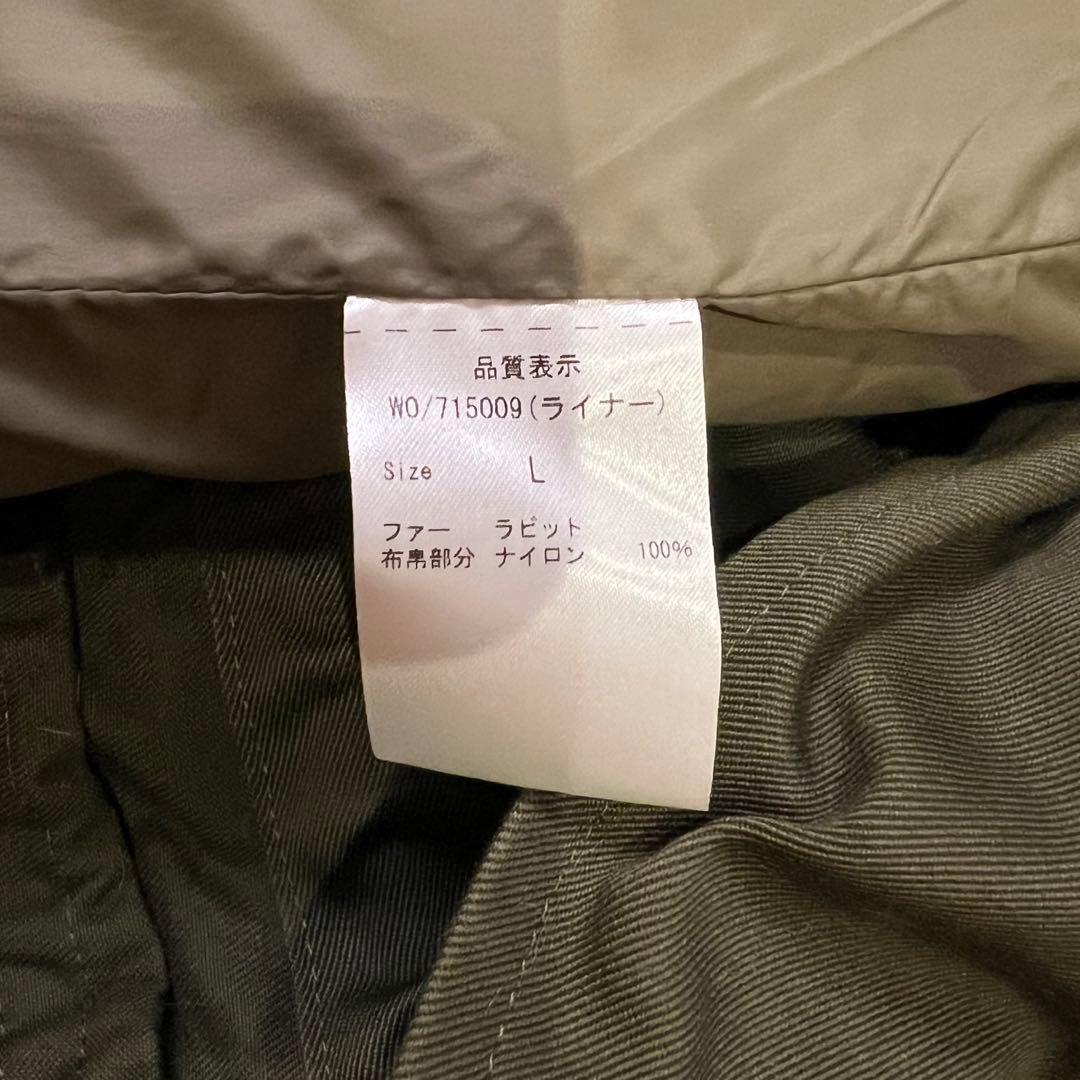 品質表示
WO/715009(ライナー)
Size L
ファー ラビット
布帛部分 ナイロン 100%